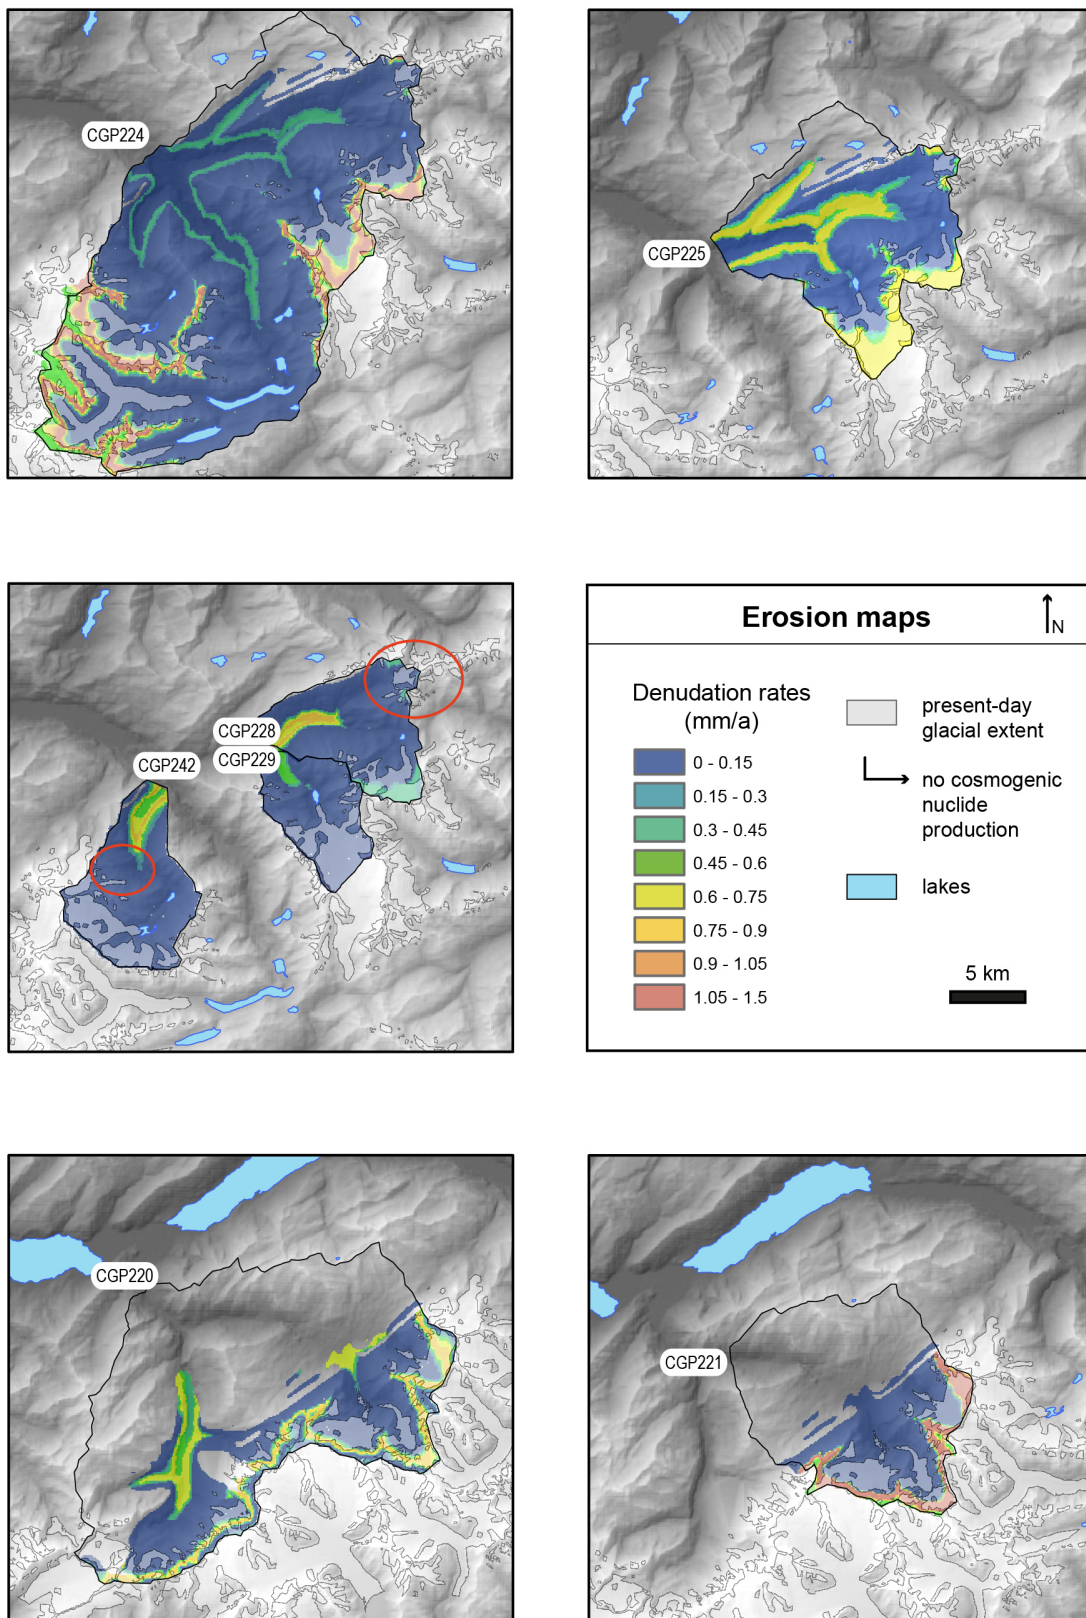 CGP224
CGP225
CGP228
CGP229
CGP242
Erosion maps
N
Denudation rates
(mm/a)
0 - 0.15
0.15 - 0.3
0.3 - 0.45
0.45 - 0.6
0.6 - 0.75
0.75 - 0.9
0.9 - 1.05
1.05 - 1.5
present-day
glacial extent
no cosmogenic
nuclide
production
lakes
5 km
CGP220
CGP221